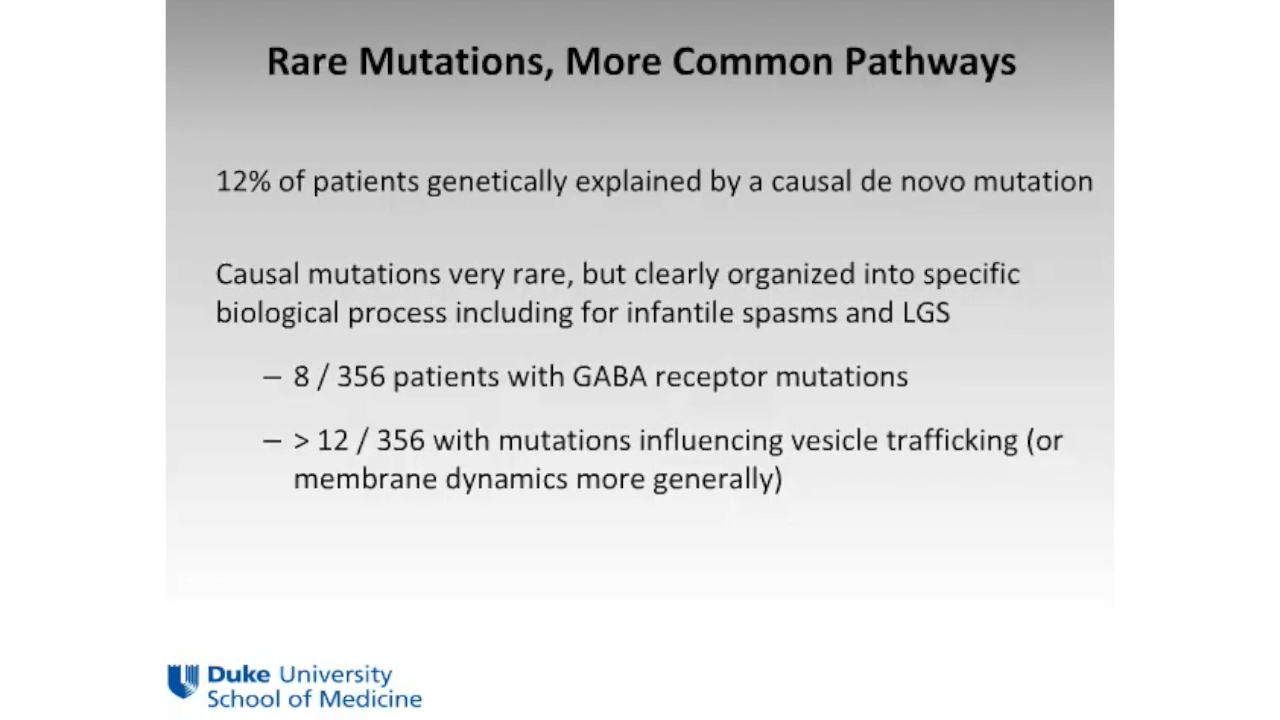 Rare Mutations, More Common Pathways
12% of patients genetically explained by a causal de novo mutation
Causal mutations very rare, but clearly organized into specific
biological process including for infantile spasms and LGS
– 8 / 356 patients with GABA receptor mutations
– > 12 / 356 with mutations influencing vesicle trafficking (or
membrane dynamics more generally)
Duke University
School of Medicine